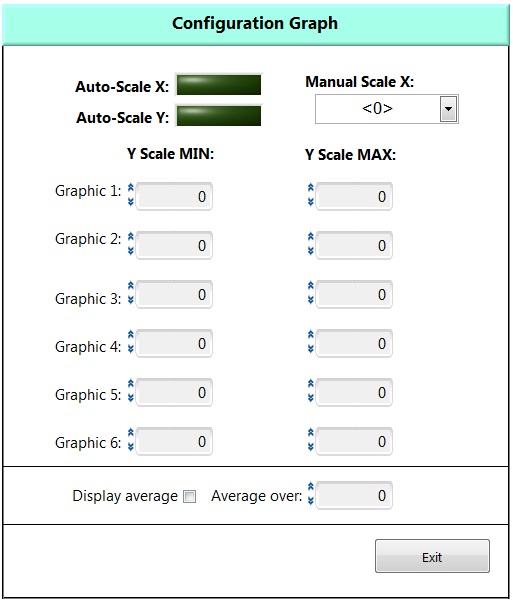 Configuration Graph
Auto-Scale X:
Manual Scale X:
<0>
Auto-Scale Y:
Y Scale MIN: Y Scale MAX:
Graphic 1: 0 0
Graphic 2: 0 0
Graphic 3: 0 0
Graphic 4: 0 0
Graphic 5: 0 0
Graphic 6: 0 0
Display average Average over: 0
Exit